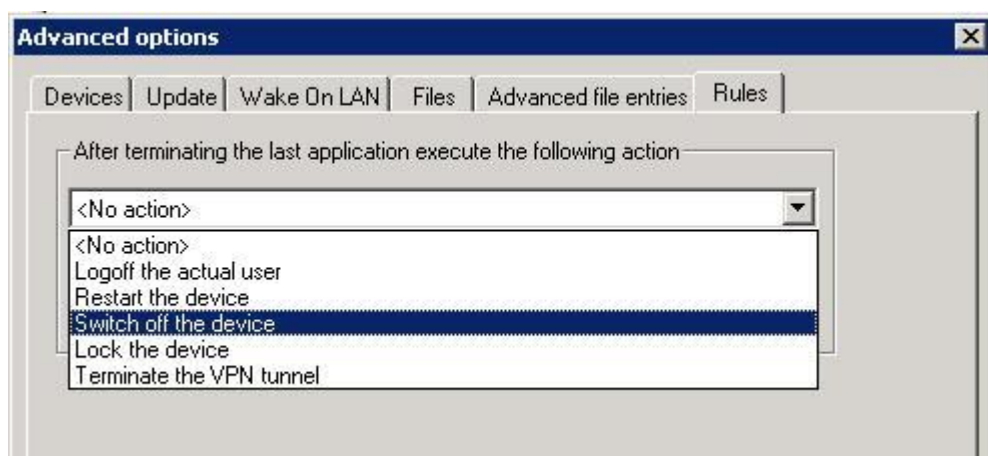 Advanced options
Devices Update Wake On LAN Files Advanced file entries Rules
After terminating the last application execute the following action
<No action>
<No action>
Logoff the actual user
Restart the device
Switch off the device
Lock the device
Terminate the VPN tunnel